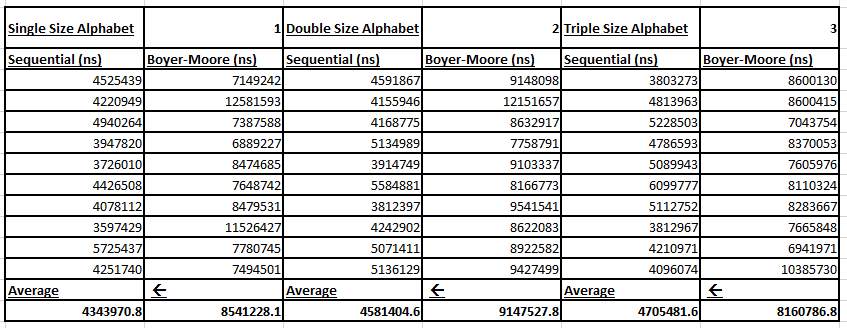 Single Size Alphabet 1 Double Size Alphabet 2 Triple Size Alphabet 3
Sequential (ns) Boyer-Moore (ns) Sequential (ns) Boyer-Moore (ns) Sequential (ns) Boyer-Moore (ns)
4525439 7149242 4591867 9148098 3803273 8600130
4220949 12581593 4155946 12151657 4813963 8600415
4940264 7387588 4168775 8632917 5228503 7043754
3947820 6889227 5134989 7758791 4786593 8370053
3726010 8474685 3914749 9103337 5089943 7605976
4426508 7648742 5584881 8166773 6099777 8110324
4078112 8479531 3812397 9541541 5112752 8283667
3597429 11526427 4242902 8622083 3812967 7665848
5725437 7780745 5071411 8922582 4210971 6941971
4251740 7494501 5136129 9427499 4096074 10385730
Average ← Average ← Average ←
4343970.8 8541228.1 4581404.6 9147527.8 4705481.6 8160786.8